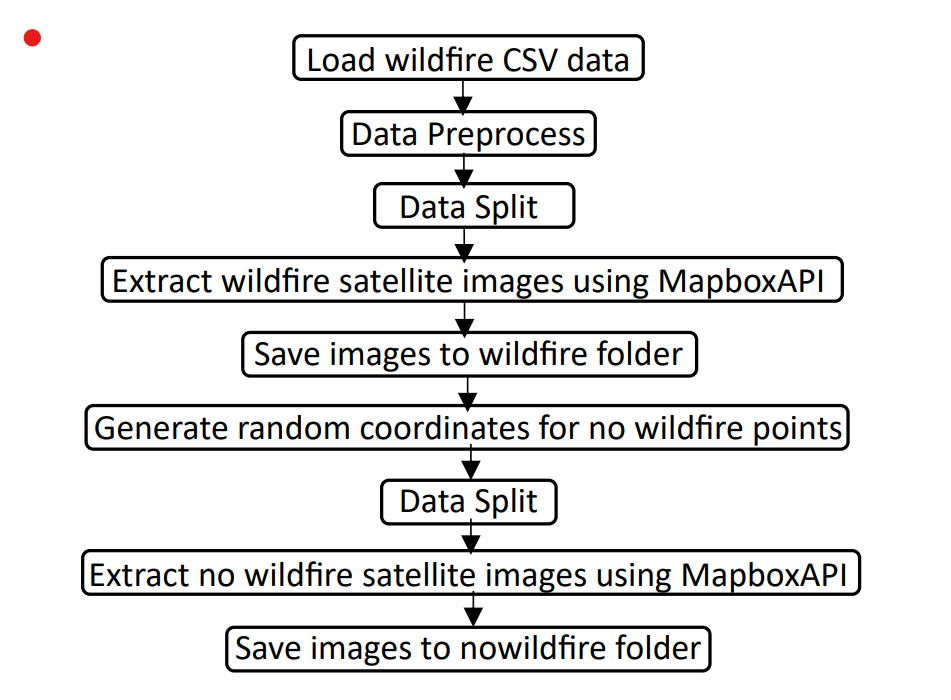 Load wildfire CSV data
Data Preprocess
Data Split
Extract wildfire satellite images using MapboxAPI
Save images to wildfire folder
Generate random coordinates for no wildfire points
Data Split
Extract no wildfire satellite images using MapboxAPI
Save images to nowildfire folder